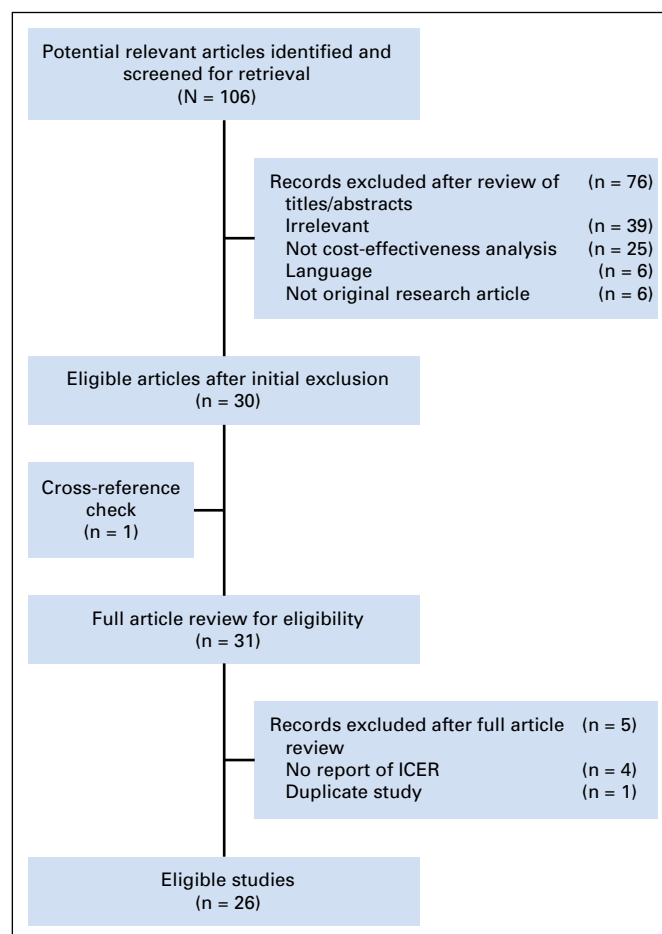 Potential relevant articles identified and
screened for retrieval
(N = 106)
Records excluded after review of (n = 76)
titles/abstracts
Irrelevant (n = 39)
Not cost-effectiveness analysis (n = 25)
Language (n = 6)
Not original research article (n = 6)
Eligible articles after initial exclusion
(n = 30)
Cross-reference
check
(n = 1)
Full article review for eligibility
(n = 31)
Records excluded after full article (n = 5)
review
No report of ICER (n = 4)
Duplicate study (n = 1)
Eligible studies
(n = 26)